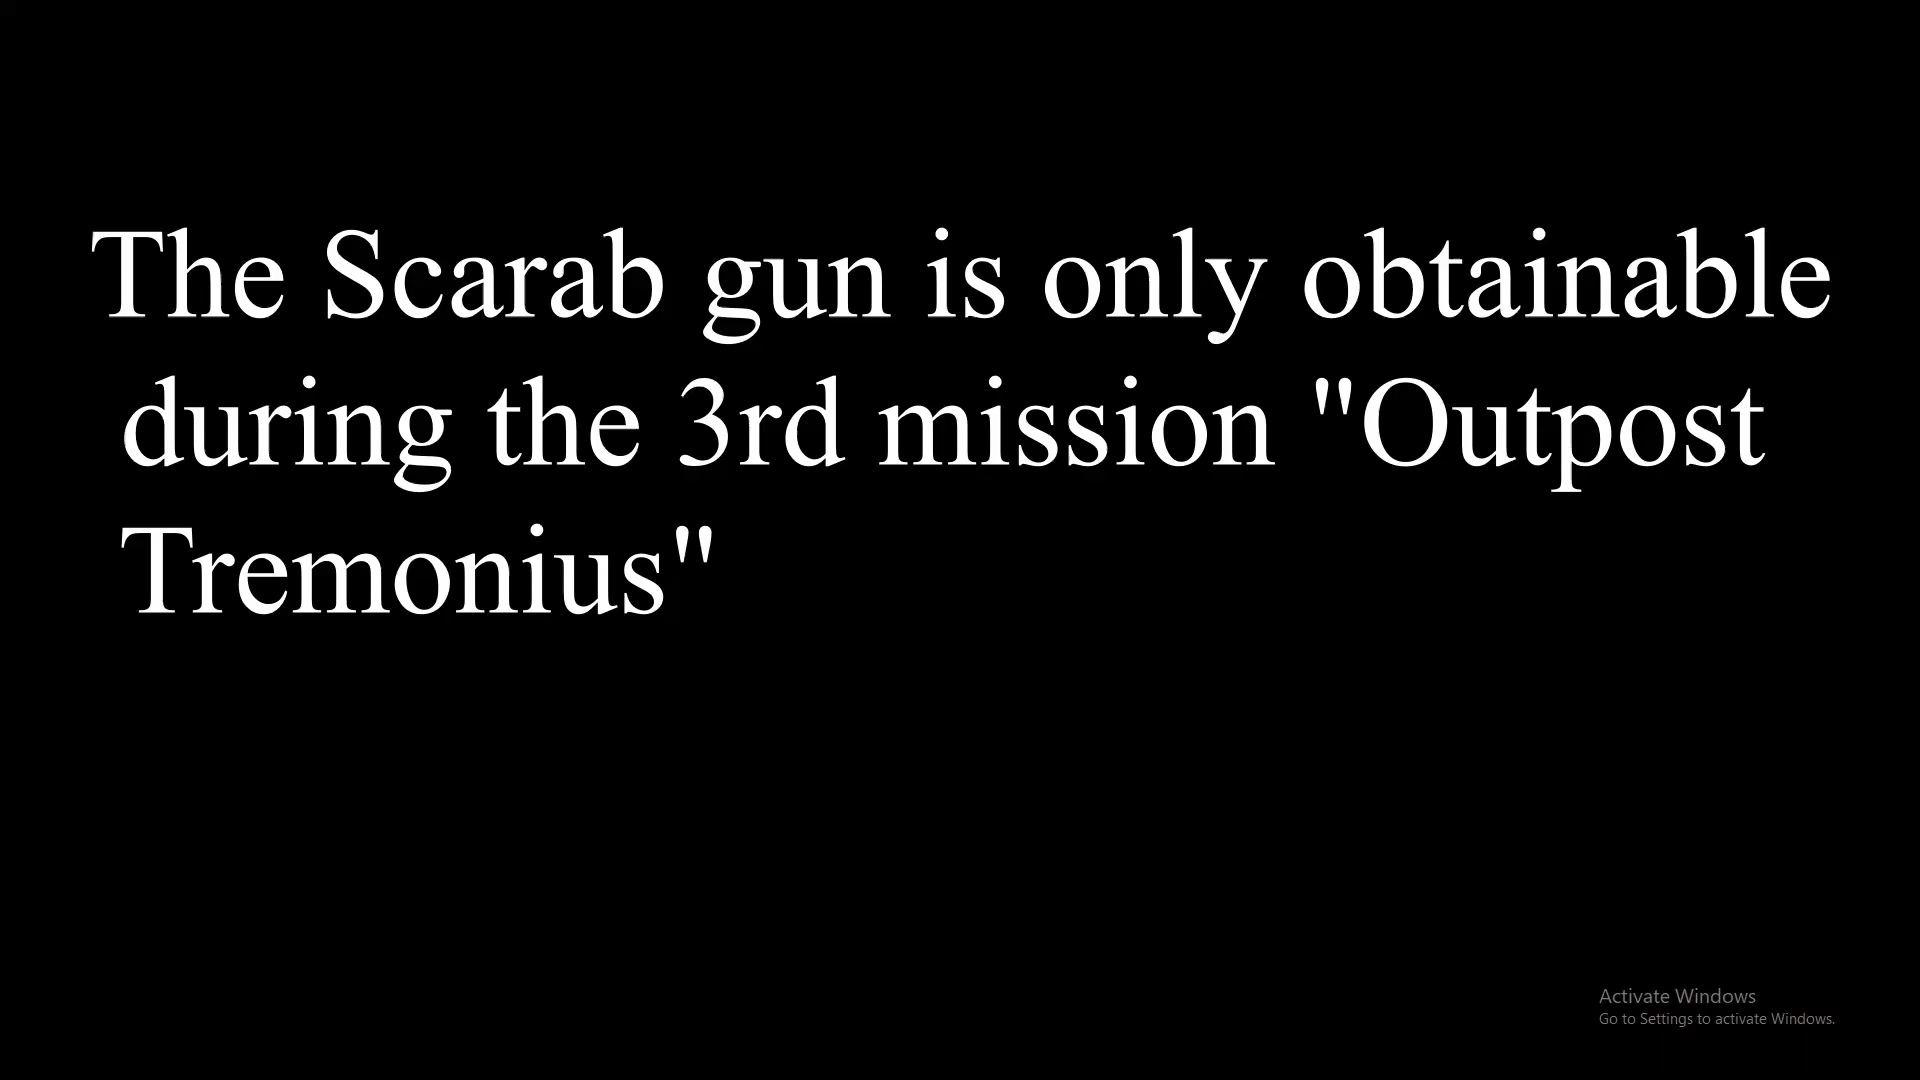 The Scarab gun is only obtainable
during the 3rd mission "Outpost
Tremonius"
Activate Windows
Go to Settings to activate Windows.